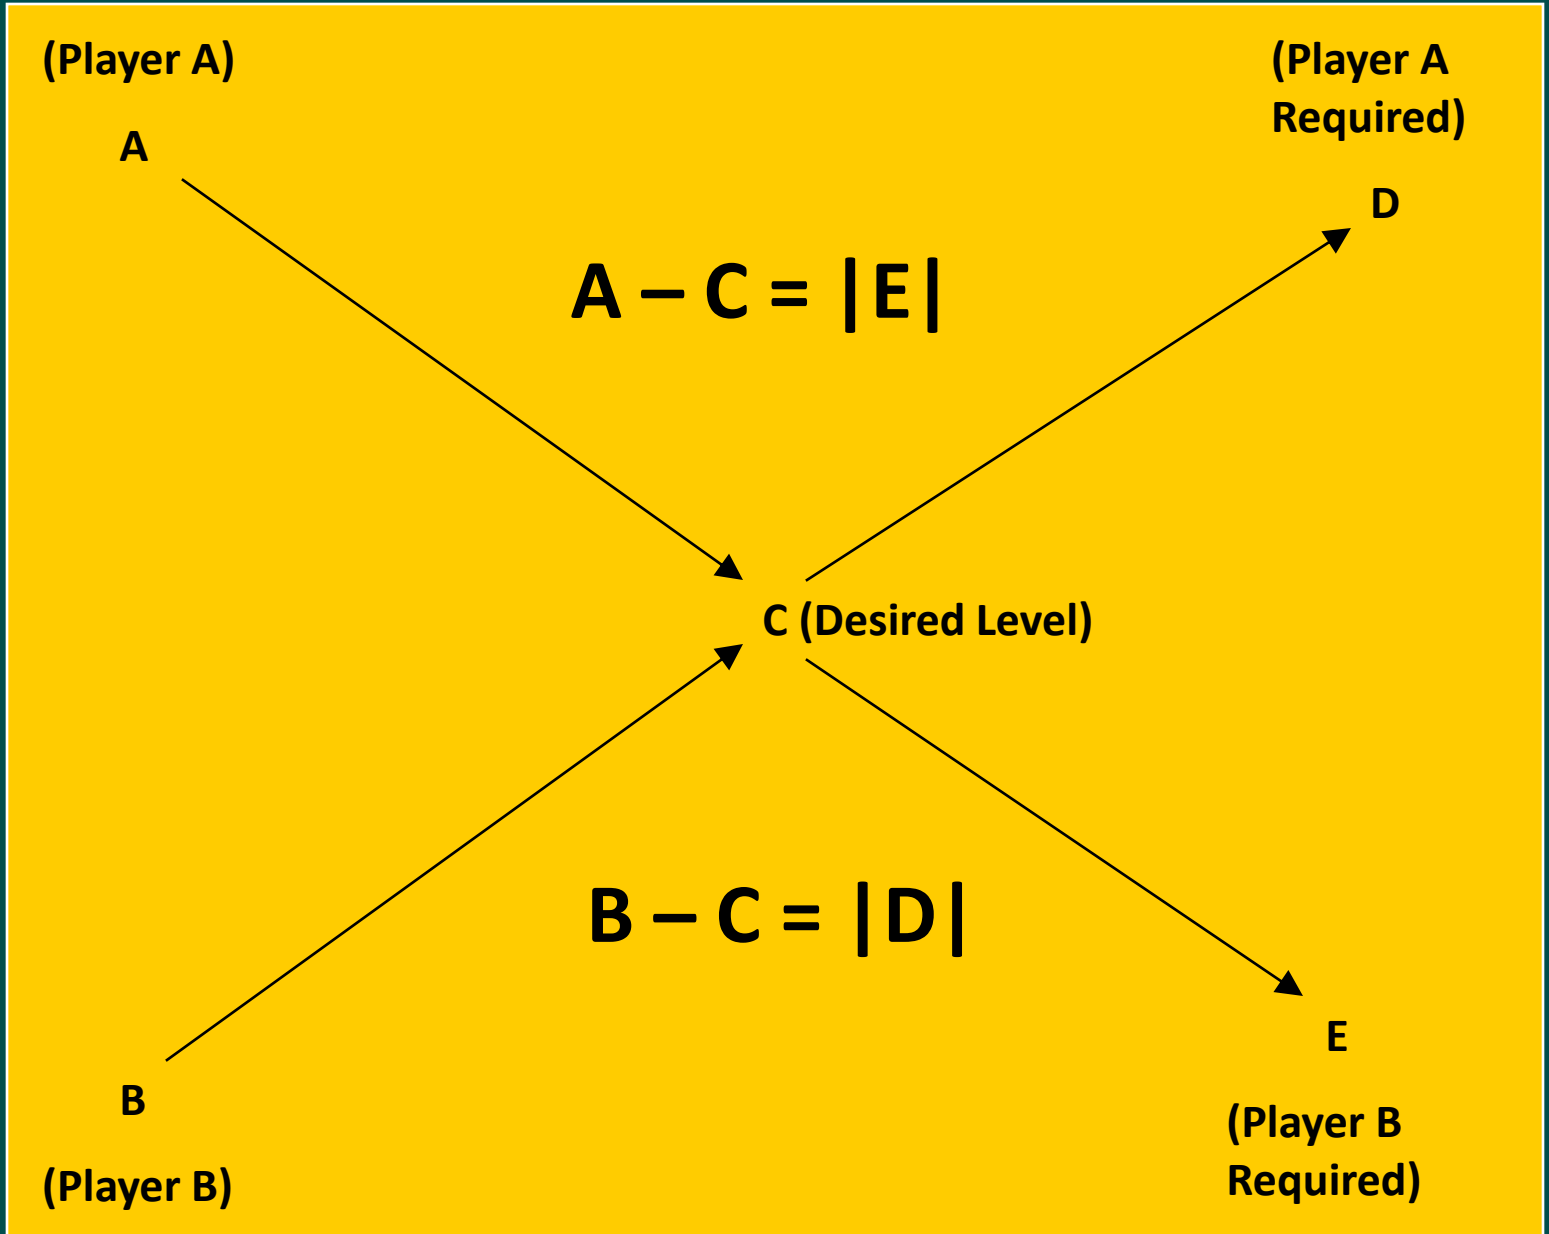 (Player A)
(Player A
Required)
A
D
A – C = |E|
C (Desired Level)
B – C = |D|
E
B
(Player B
Required)
(Player B)